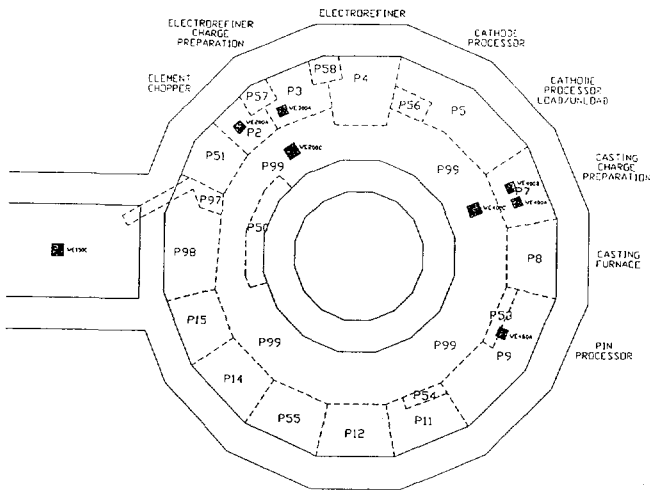 ELECTROREFINER
ELECTROREFINER
CHARGE
PREPARATION
CATHODE
PROCESSOR
ELEMENT
CHOPPER
CATHODE
PROCESSOR
LOAD/UNLOAD
P58
P3
P4
P57
P56
P5
P2
P51
P99
P99
CASTING
CHARGE
PREPARATION
P7
P97
P50
P98
P8
CASTING
FURNACE
WE150C
P53
P15
P99
P99
P9
PIN
PROCESSOR
P14
P54
P55
P12
P11